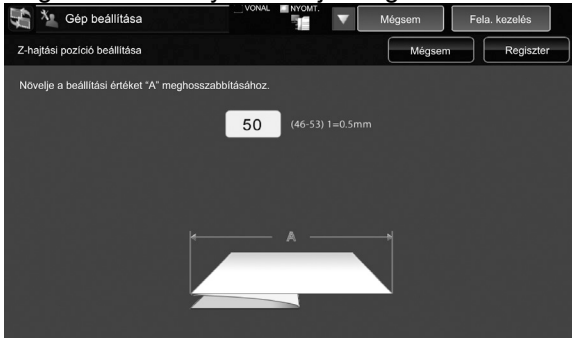 VONAL NYOMT.
Gép beállítása
Mégsem
Fela. kezelés
Z-hajtási pozíció beállítása
Mégsem
Regiszter
Növelje a beállítási értéket “A” meghosszabbításához.
50 (46-53) 1=0.5mm
A